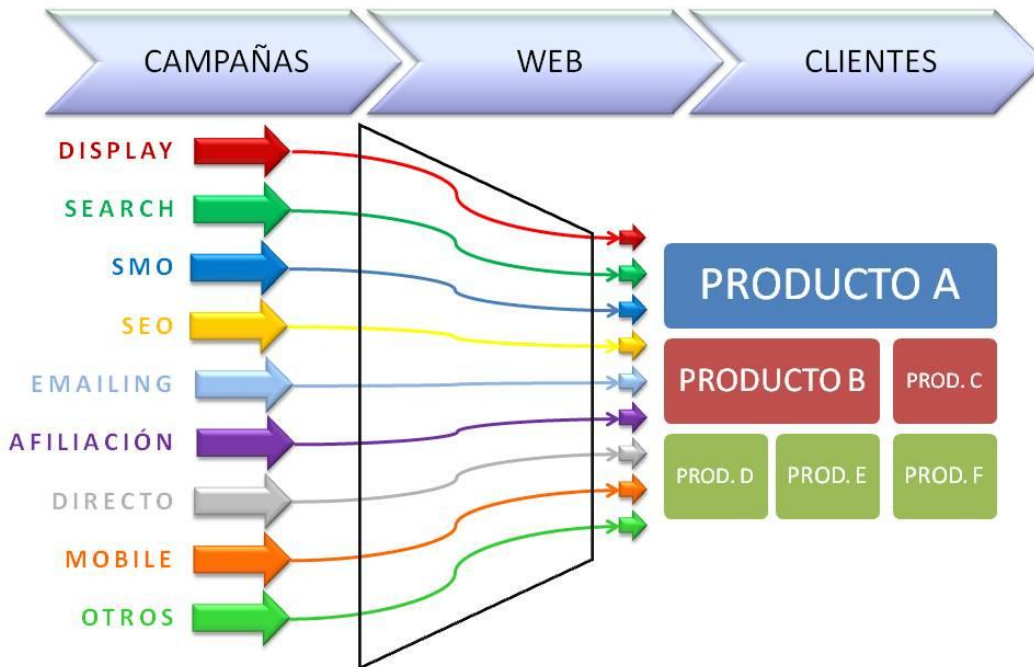 CAMPAÑAS
WEB
CLIENTES
DISPLAY
SEARCH
SMO
SEO
EMAILING
AFILIACIÓN
DIRECTO
MOBILE
OTROS
PRODUCTO A
PRODUCTO B
PROD. C
PROD. D
PROD. E
PROD. F